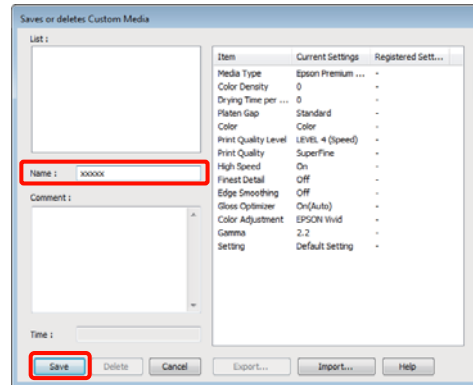 Saves or deletes Custom Media
List :
Item Current Settings Registered Sett...
Media Type Epson Premium ... -
Color Density 0 -
Drying Time per ... 0 -
Platen Gap Standard -
Color Color -
Print Quality Level LEVEL 4 (Speed) -
Print Quality SuperFine -
High Speed On -
Finest Detail Off -
Edge Smoothing Off -
Gloss Optimizer On(Auto) -
Color Adjustment EPSON Vivid -
Gamma 2.2 -
Setting Default Setting -
Name : xxxxx
Comment :
Time :
Save Delete Cancel Export... Import... Help